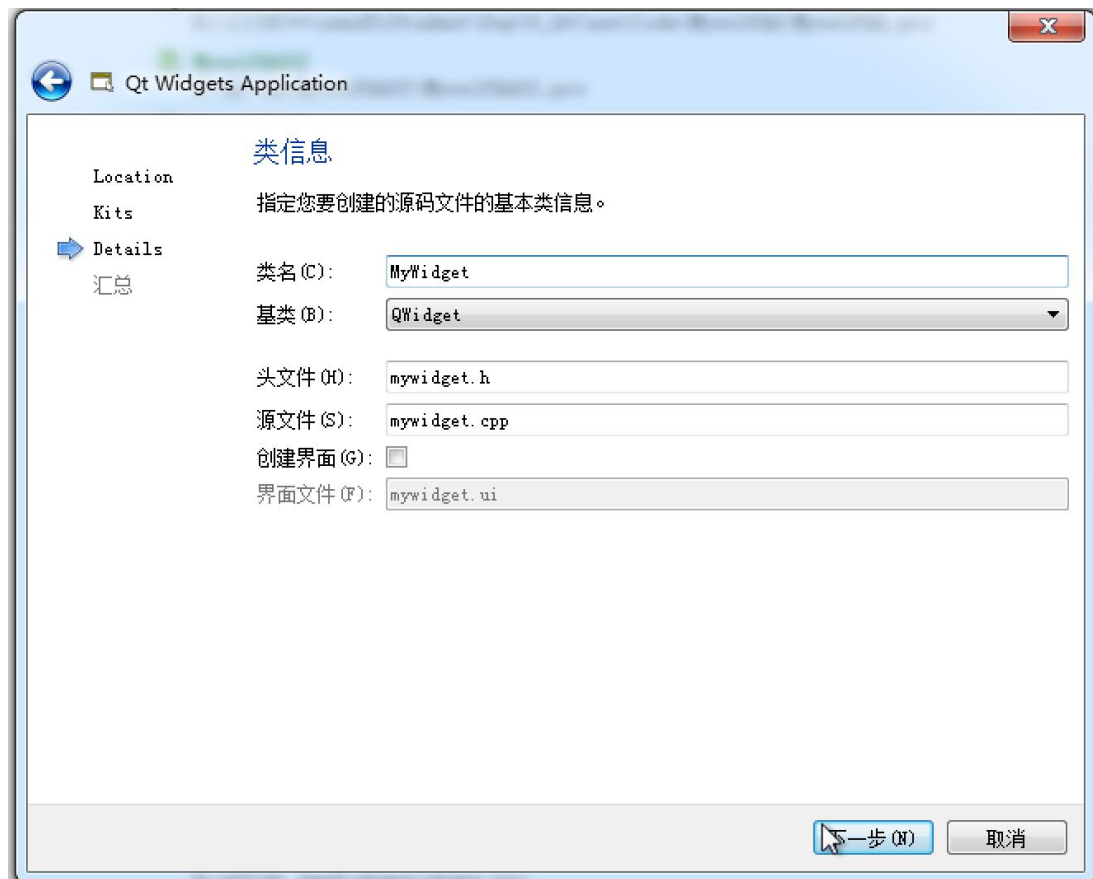 Qt Widgets Application
类信息
Location
指定您要创建的源码文件的基本类信息。
Kits
Details
汇总
类名(C): MyWidget
基类(B): QWidget
头文件(H): mywidget.h
源文件(S): mywidget.cpp
创建界面(G):
界面文件(F): mywidget.ui
下一步(N) 取消